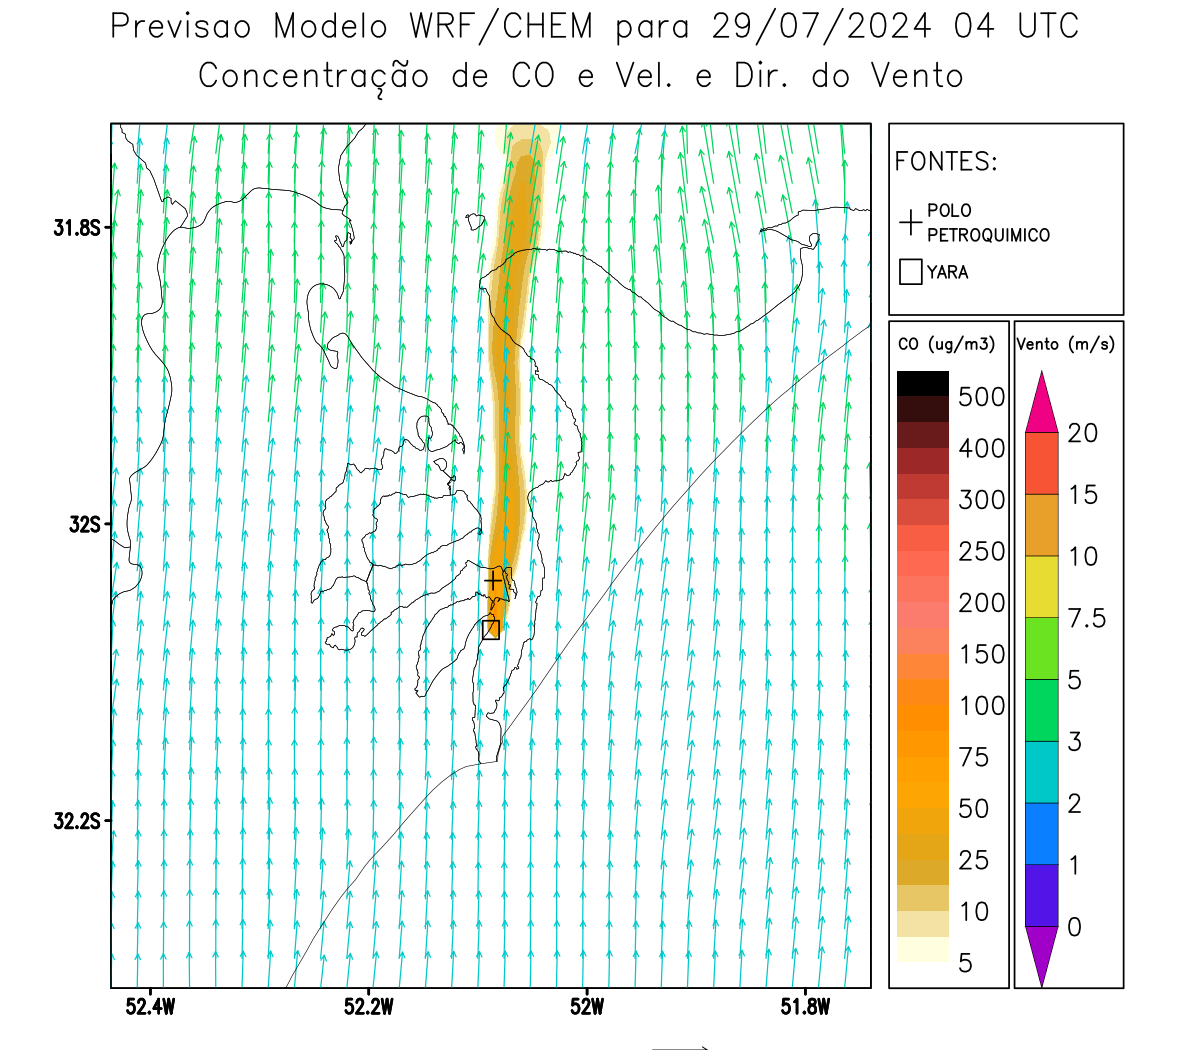 Previsao Modelo WRF/CHEM para 29/07/2024 04 UTC
Concentração de CO e Vel. e Dir. do Vento
FONTES:
POLO
PETROQUIMICO
YARA
CO (ug/m3)
500
400
300
250
200
150
100
75
50
25
10
5
Vento (m/s)
20
15
10
7.5
5
3
2
1
0
31.8S
32S
32.2S
52.4W
52.2W
52W
51.8W